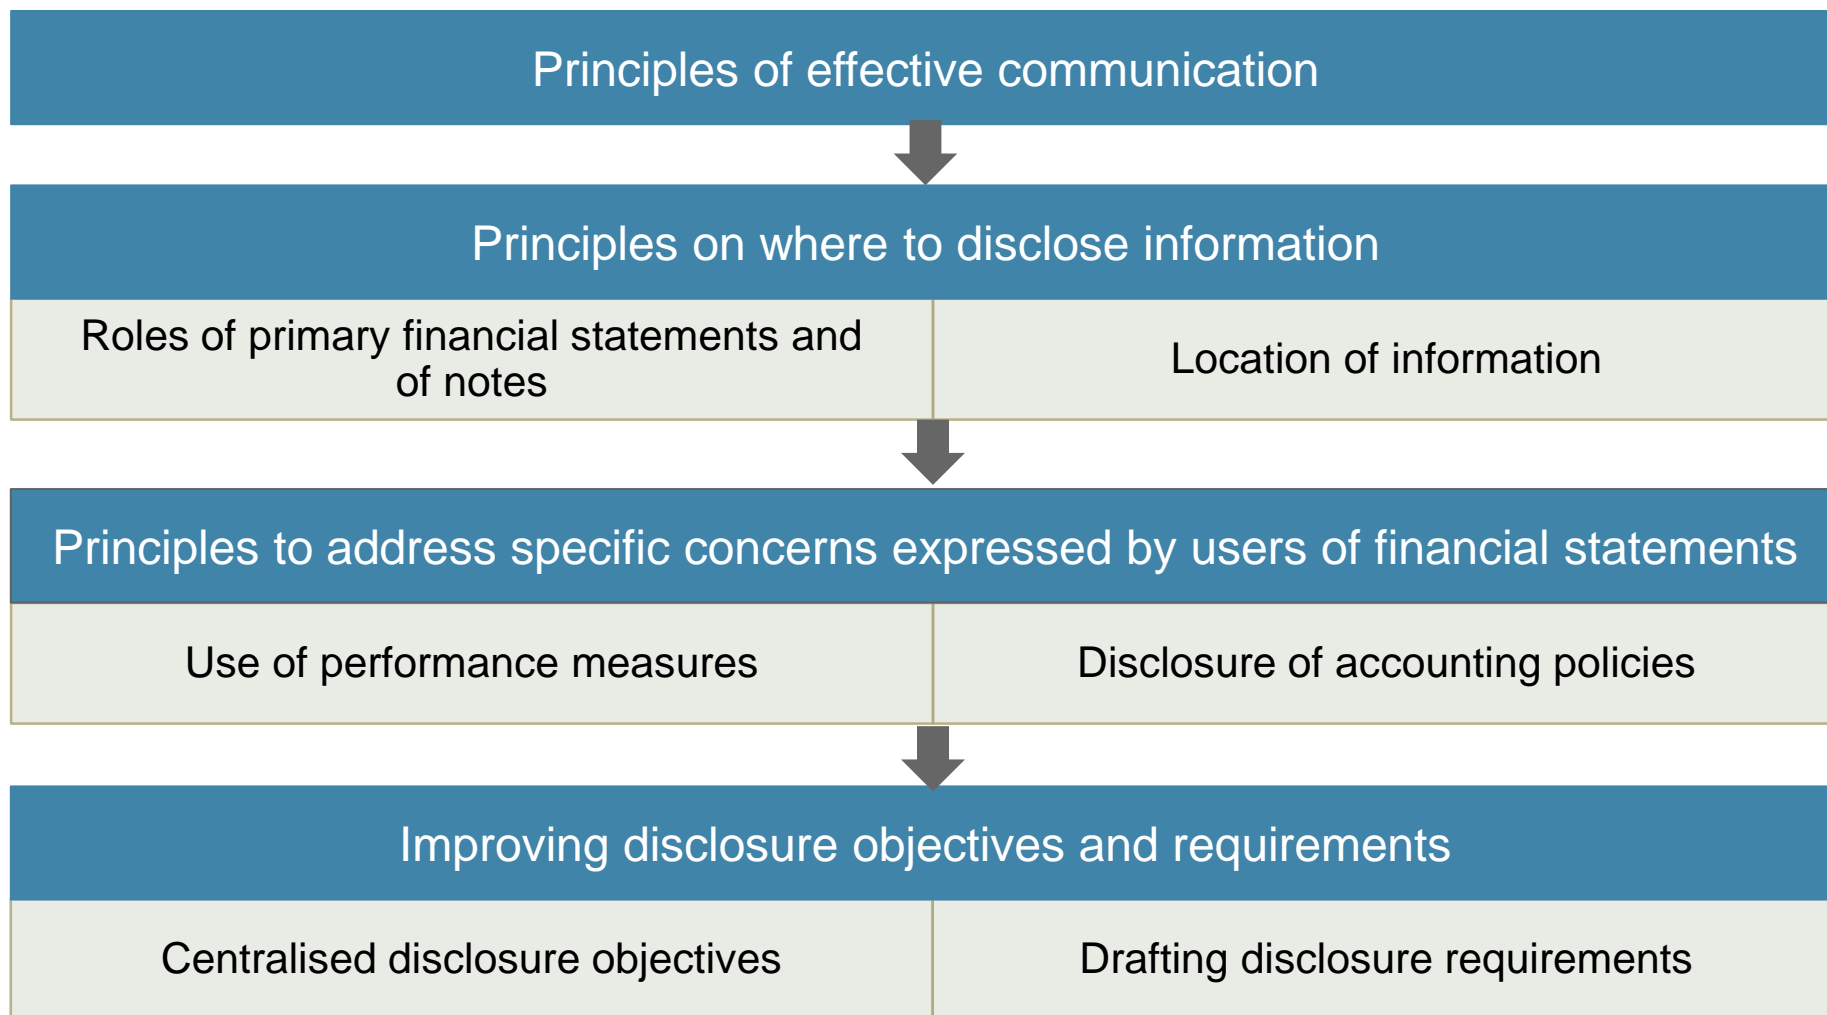 Principles of effective communication
Principles on where to disclose information
Roles of primary financial statements and
of notes
Location of information
Principles to address specific concerns expressed by users of financial statements
Use of performance measures
Disclosure of accounting policies
Improving disclosure objectives and requirements
Centralised disclosure objectives
Drafting disclosure requirements